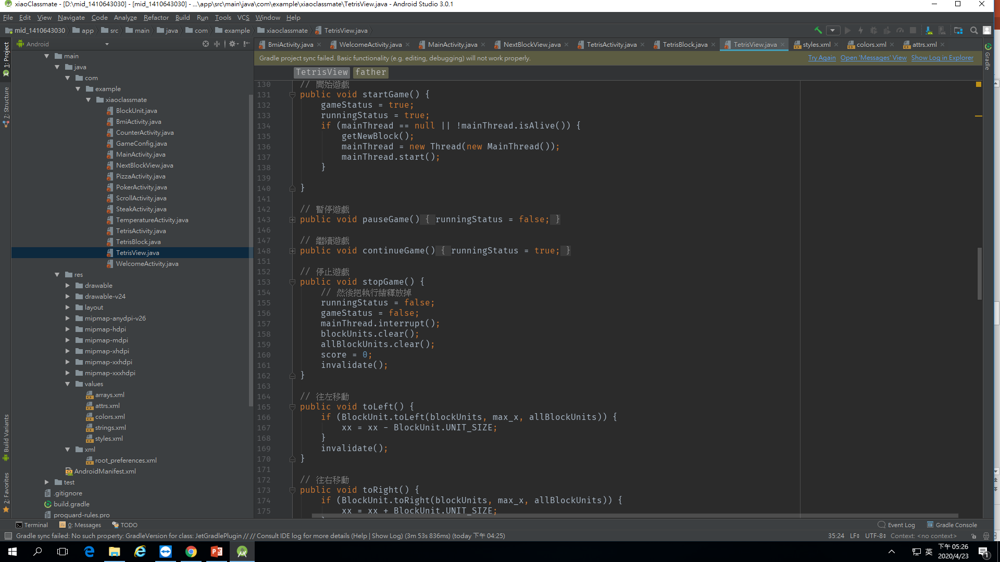 xiaoClassmate - [D:\mid_1410643030] - [mid_1410643030] - ...\app\src\main\java\com\example\xiaoclassmate\TetrisView.java - Android Studio 3.0.1
File Edit View Navigate Code Analyze Refactor Build Run Tools VCS Window Help
mid_1410643030 app src main java com example xiaoclassmate TetrisView.java
Android
BmiActivity.java WelcomeActivity.java MainActivity.java NextBlockView.java TetrisActivity.java TetrisBlock.java TetrisView.java styles.xml colors.xml attrs.xml
Gradle project sync failed. Basic functionality (e.g. editing, debugging) will not work properly. Try Again Open 'Messages' View Show Log in Explorer
TetrisView father
1: Project
7: Structure
Build Variants
2: Favorites
Gradle
main
java
com
example
xiaoclassmate
BlockUnit.java
BmiActivity.java
CounterActivity.java
GameConfig.java
MainActivity.java
NextBlockView.java
PizzaActivity.java
PokerActivity.java
ScrollActivity.java
SteakActivity.java
TemperatureActivity.java
TetrisActivity.java
TetrisBlock.java
TetrisView.java
WelcomeActivity.java
res
drawable
drawable-v24
layout
mipmap-anydpi-v26
mipmap-hdpi
mipmap-mdpi
mipmap-xhdpi
mipmap-xxhdpi
mipmap-xxxhdpi
values
arrays.xml
attrs.xml
colors.xml
strings.xml
styles.xml
xml
root_preferences.xml
AndroidManifest.xml
test
.gitignore
build.gradle
proguard-rules.pro
130 // 開始遊戲
131 public void startGame() {
132 gameStatus = true;
133 runningStatus = true;
134 if (mainThread == null || !mainThread.isAlive()) {
135 getNewBlock();
136 mainThread = new Thread(new MainThread());
137 mainThread.start();
138 }
139
140 }
141
142 // 暫停遊戲
143 public void pauseGame() { runningStatus = false; }
146
147 // 繼續遊戲
148 public void continueGame() { runningStatus = true; }
151
152 // 停止遊戲
153 public void stopGame() {
154 // 然後把執行緒釋放掉
155 runningStatus = false;
156 gameStatus = false;
157 mainThread.interrupt();
158 blockUnits.clear();
159 allBlockUnits.clear();
160 score = 0;
161 invalidate();
162 }
163
164 // 往左移動
165 public void toLeft() {
166 if (BlockUnit.toLeft(blockUnits, max_x, allBlockUnits)) {
167 xx = xx - BlockUnit.UNIT_SIZE;
168 }
169 invalidate();
170 }
171
172 // 往右移動
173 public void toRight() {
174 if (BlockUnit.toRight(blockUnits, max_x, allBlockUnits)) {
175 xx = xx + BlockUnit.UNIT_SIZE;
Terminal 0: Messages TODO Event Log Gradle Console
Gradle sync failed: No such property: GradleVersion for class: JetGradlePlugin // // Consult IDE log for more details (Help | Show Log) (3m 53s 836ms) (today 下午 04:25) 35:24 LF UTF-8 Context: <no context>
英 下午 05:26
2020/4/23
1